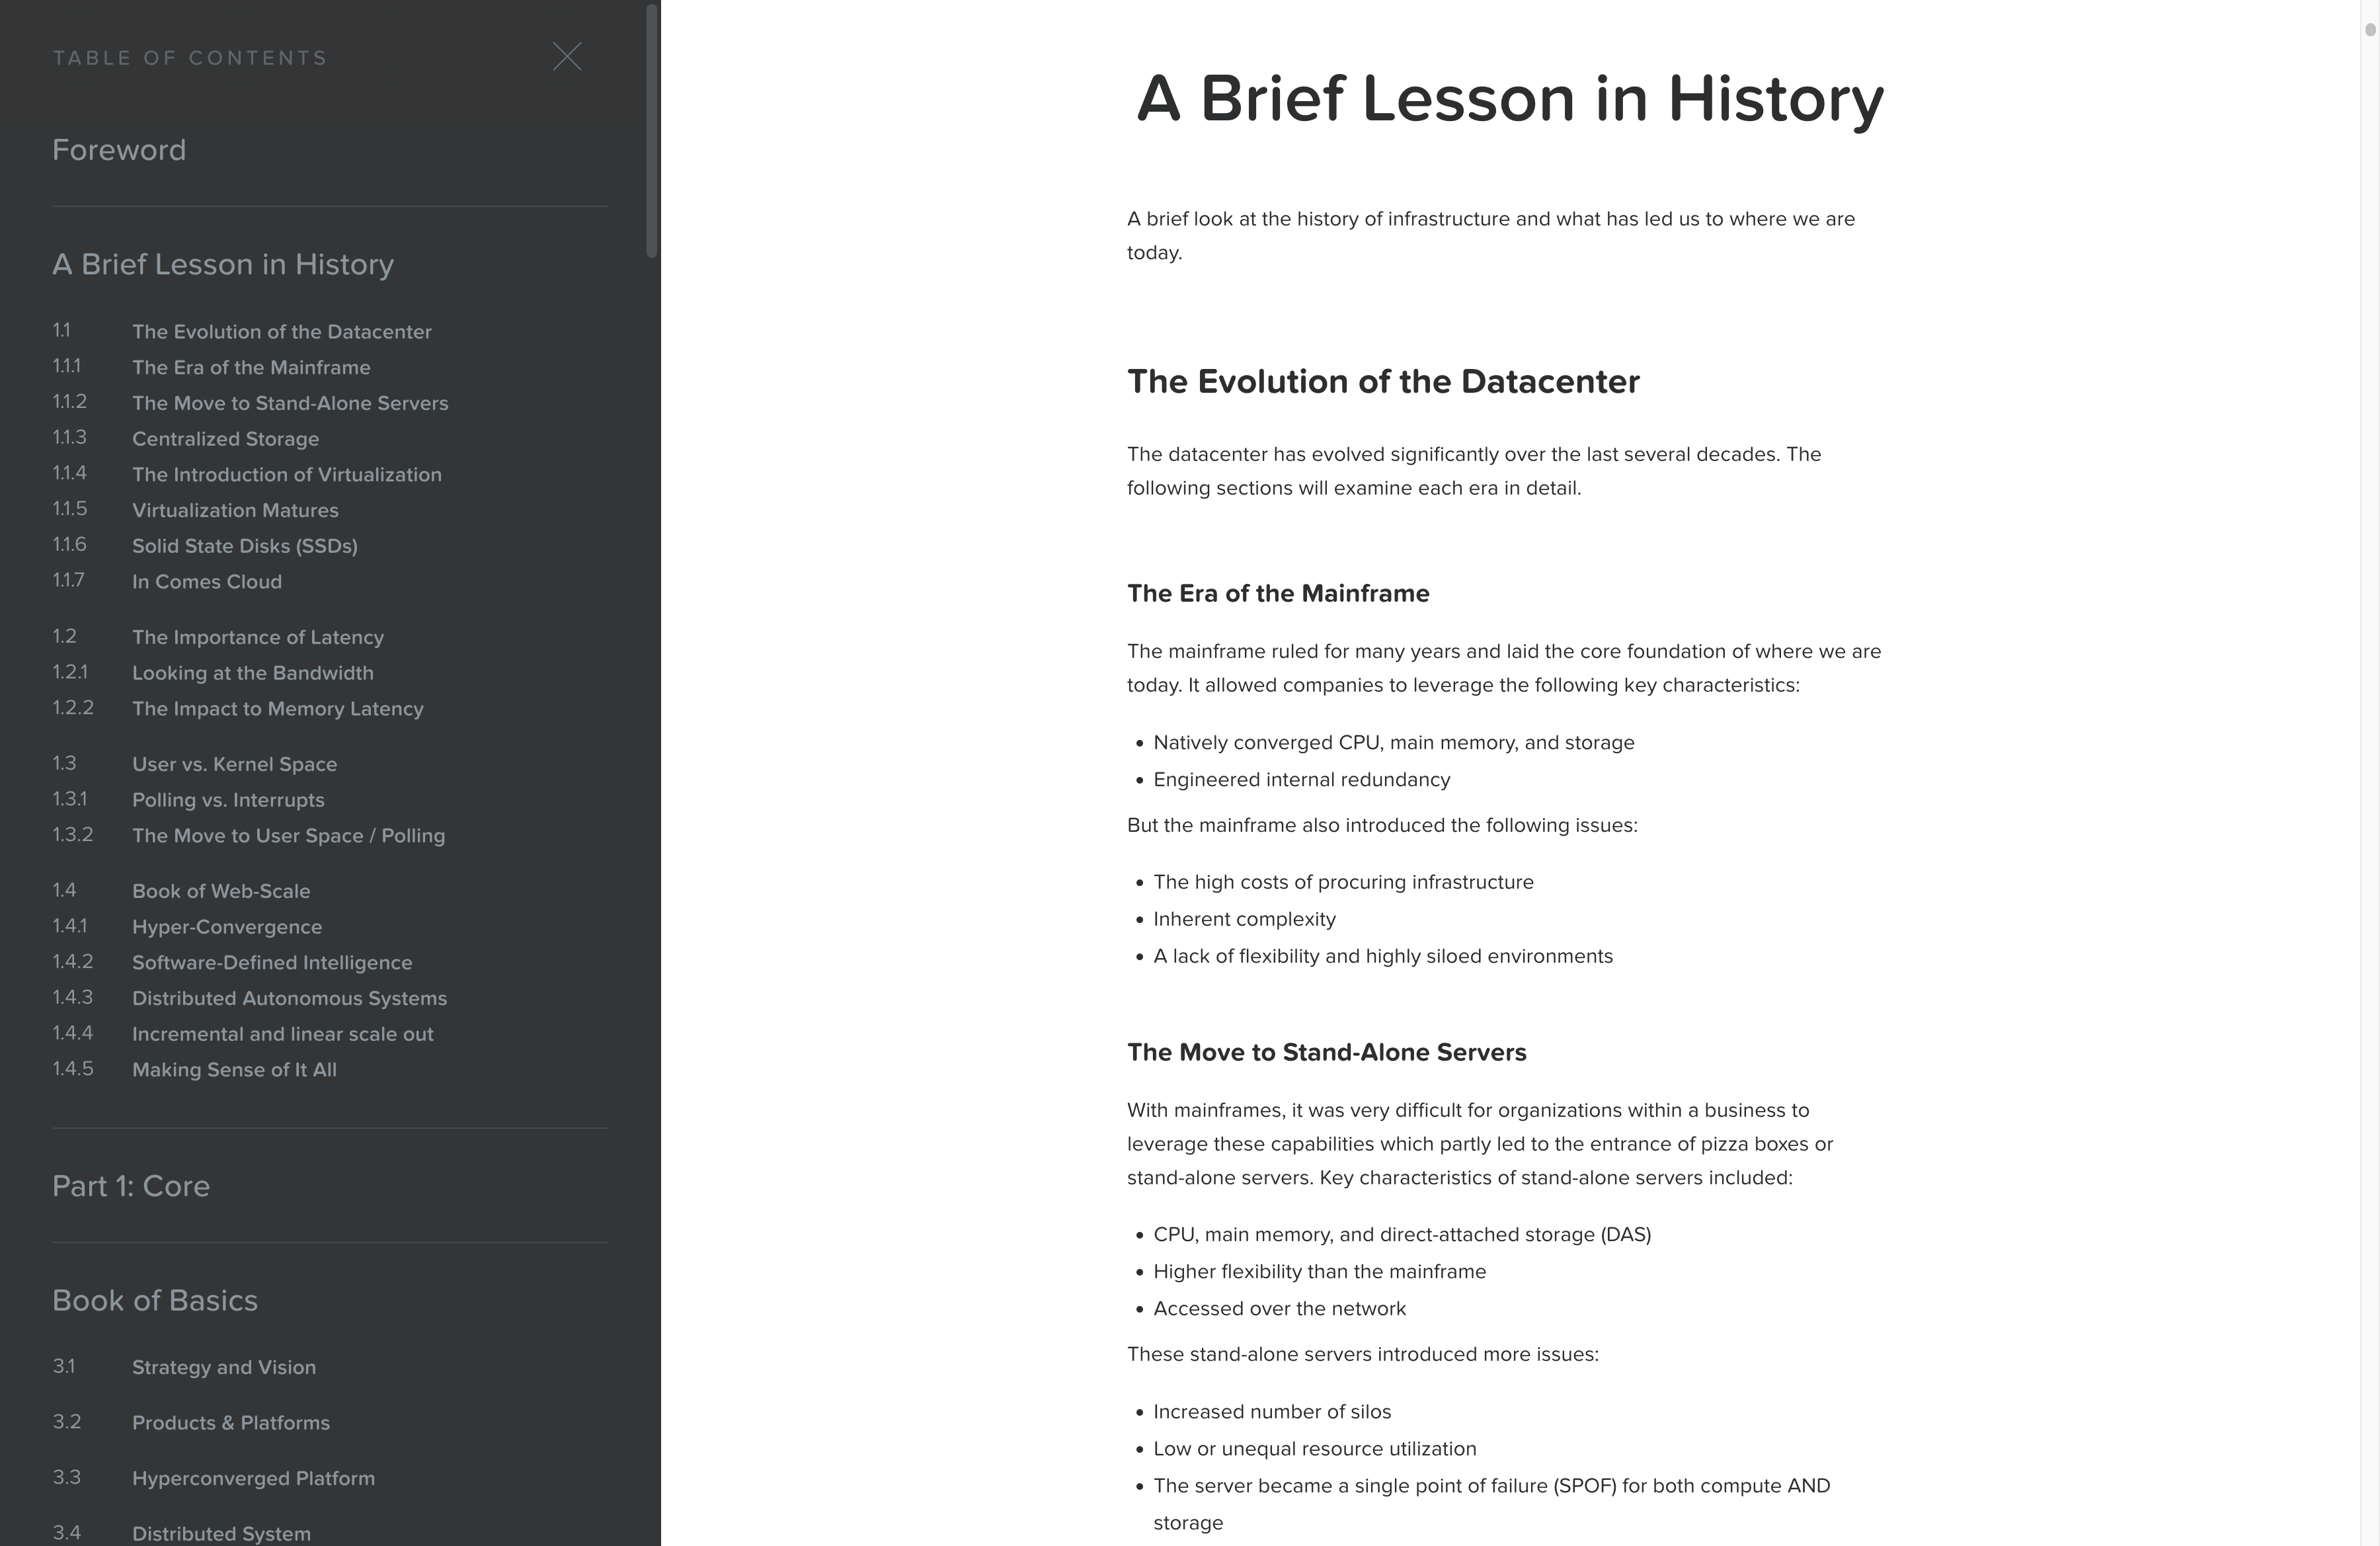 TABLE OF CONTENTS
Foreword
A Brief Lesson in History
1.1 The Evolution of the Datacenter
1.1.1 The Era of the Mainframe
1.1.2 The Move to Stand-Alone Servers
1.1.3 Centralized Storage
1.1.4 The Introduction of Virtualization
1.1.5 Virtualization Matures
1.1.6 Solid State Disks (SSDs)
1.1.7 In Comes Cloud
1.2 The Importance of Latency
1.2.1 Looking at the Bandwidth
1.2.2 The Impact to Memory Latency
1.3 User vs. Kernel Space
1.3.1 Polling vs. Interrupts
1.3.2 The Move to User Space / Polling
1.4 Book of Web-Scale
1.4.1 Hyper-Convergence
1.4.2 Software-Defined Intelligence
1.4.3 Distributed Autonomous Systems
1.4.4 Incremental and linear scale out
1.4.5 Making Sense of It All
Part 1: Core
Book of Basics
3.1 Strategy and Vision
3.2 Products & Platforms
3.3 Hyperconverged Platform
3.4 Distributed System
A Brief Lesson in History
A brief look at the history of infrastructure and what has led us to where we are
today.
The Evolution of the Datacenter
The datacenter has evolved significantly over the last several decades. The
following sections will examine each era in detail.
The Era of the Mainframe
The mainframe ruled for many years and laid the core foundation of where we are
today. It allowed companies to leverage the following key characteristics:
• Natively converged CPU, main memory, and storage
• Engineered internal redundancy
But the mainframe also introduced the following issues:
• The high costs of procuring infrastructure
• Inherent complexity
• A lack of flexibility and highly siloed environments
The Move to Stand-Alone Servers
With mainframes, it was very difficult for organizations within a business to
leverage these capabilities which partly led to the entrance of pizza boxes or
stand-alone servers. Key characteristics of stand-alone servers included:
• CPU, main memory, and direct-attached storage (DAS)
• Higher flexibility than the mainframe
• Accessed over the network
These stand-alone servers introduced more issues:
• Increased number of silos
• Low or unequal resource utilization
• The server became a single point of failure (SPOF) for both compute AND
storage